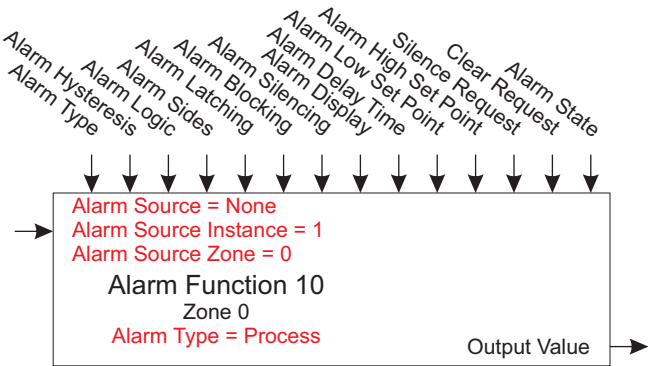 Alarm Type
Alarm Hysteresis
Alarm Logic
Alarm Sides
Alarm Latching
Alarm Blocking
Alarm Silencing
Alarm Display
Alarm Delay Time
Alarm Low Set Point
Alarm High Set Point
Silence Request
Clear Request
Alarm State
Alarm Source = None
Alarm Source Instance = 1
Alarm Source Zone = 0
Alarm Function 10
Zone 0
Alarm Type = Process
Output Value